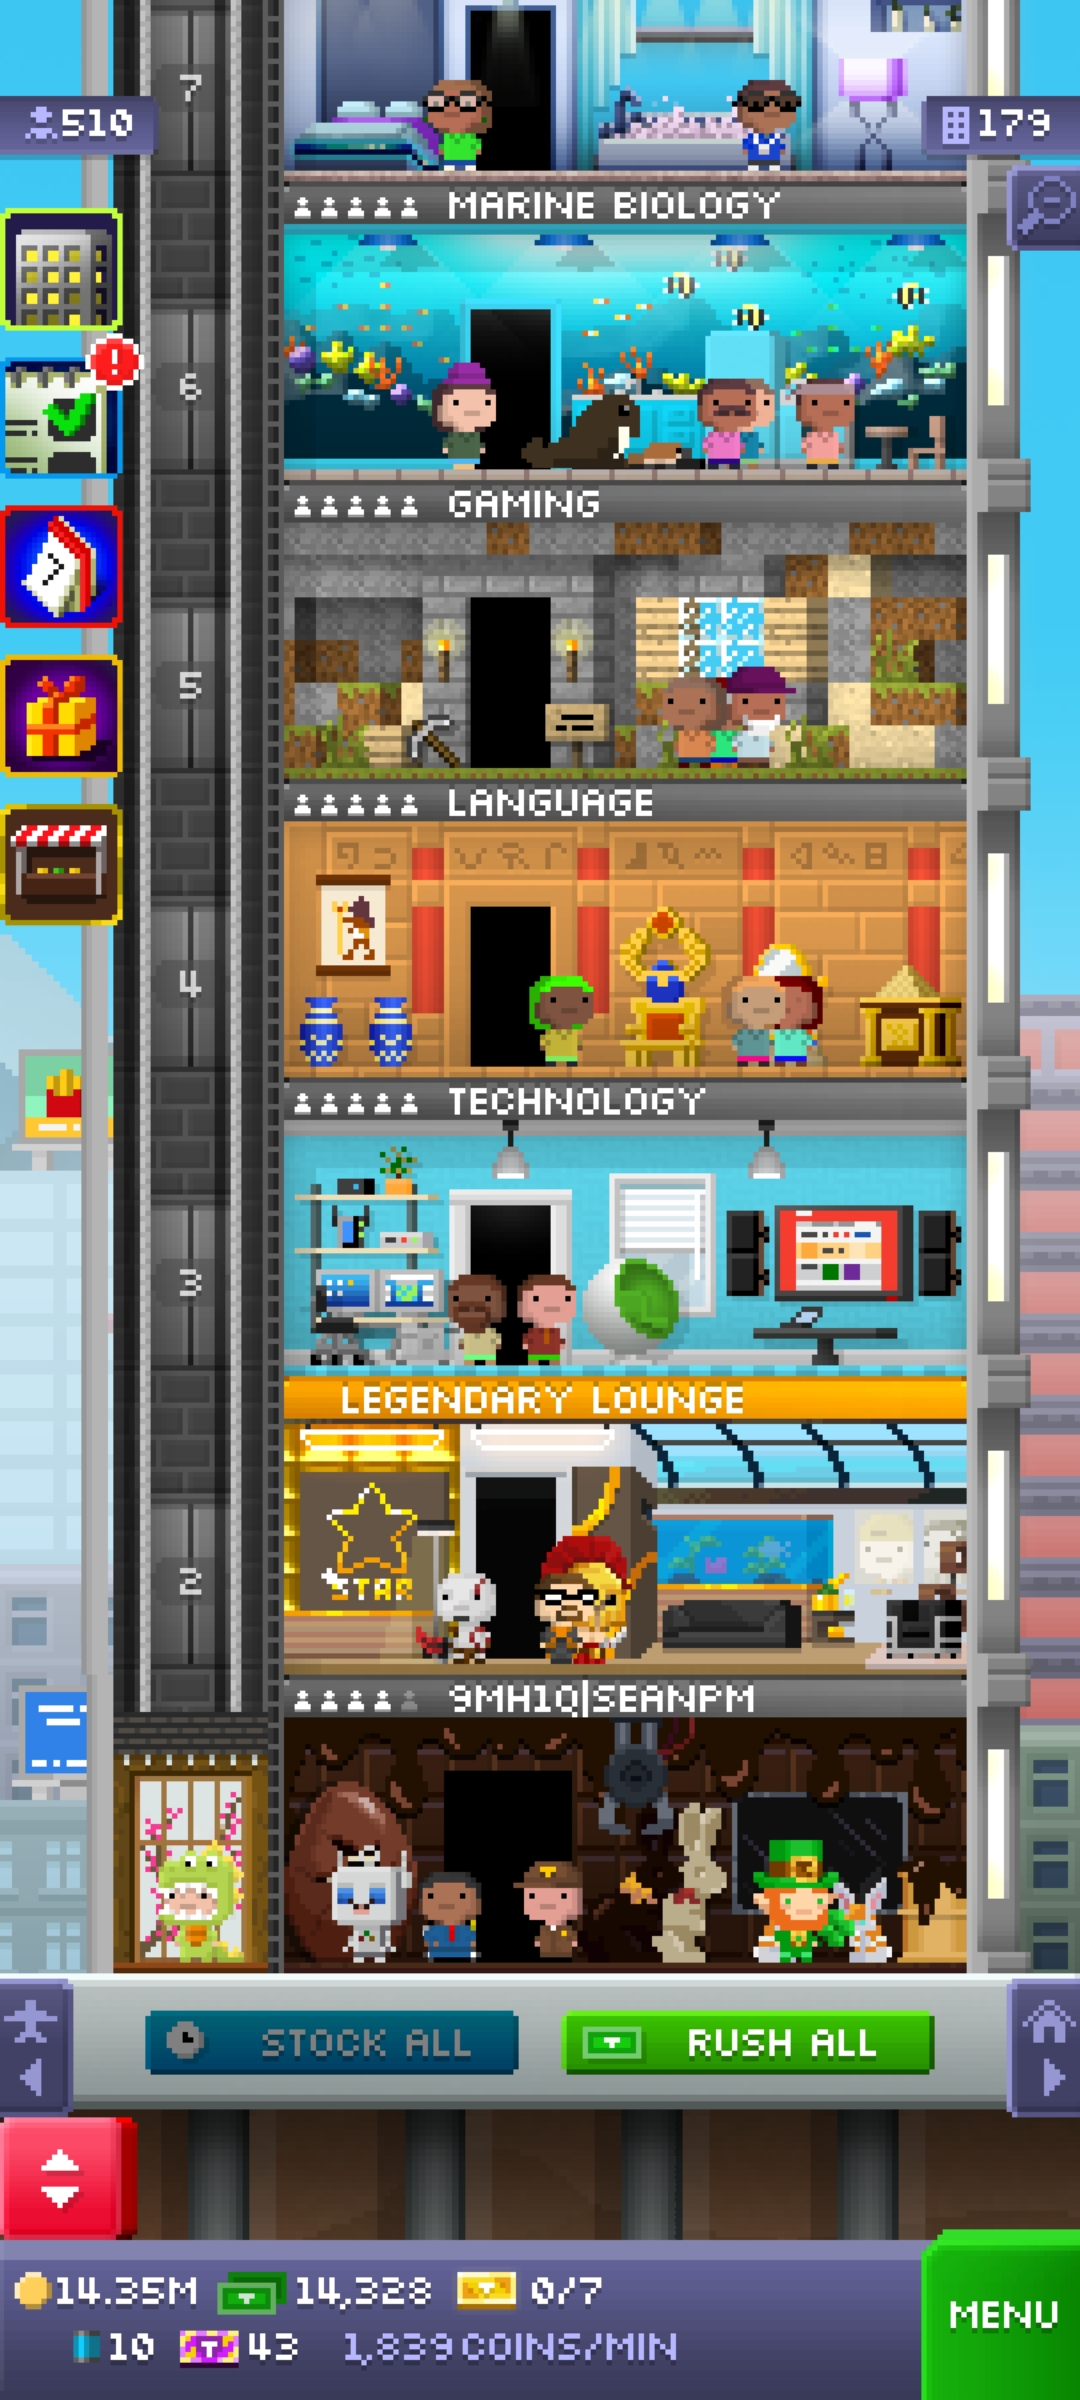 7
510
179
MARINE BIOLOGY
6
GAMING
5
LANGUAGE
4
TECHNOLOGY
3
LEGENDARY LOUNGE
STAR
2
9MH1Q|SEANPM
STOCK ALL
RUSH ALL
14.35M 14,328 0/7
10 43 1,839 COINS/MIN
MENU